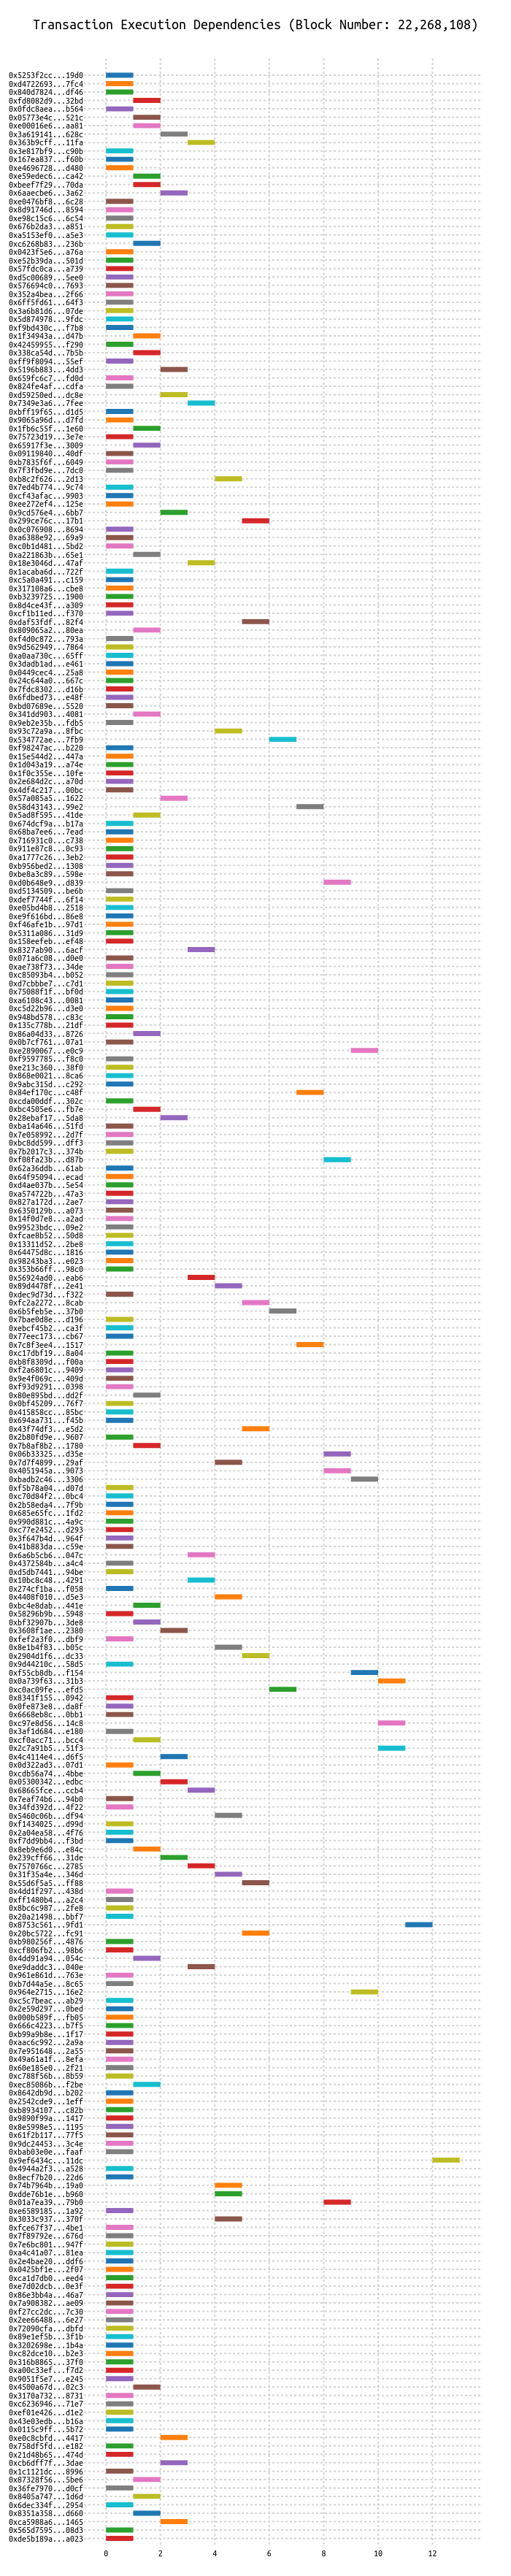 Transaction Execution Dependencies (Block Number: 22,268,108)
0x5253f2cc...19d0
0xd4722693...7fc4
0x840d7824...df46
0xfd8082d9...32bd
0x0fdc8aea...b564
0x05773e4c...521c
0xe00016e6...aa81
0x3a619141...628c
0x363b9cff...11fa
0x3e817bf9...c90b
0x167ea837...f60b
0xe4696728...d480
0xe59edec6...ca42
0xbeef7f29...70da
0x6aaecbe6...3a62
0xe0476bf8...6c28
0x8d91746d...8594
0xe98c15c6...6c54
0x676b2da3...a851
0xa5153ef0...a5e3
0xc6268b83...236b
0x0423f5e6...a76a
0xe52b39da...501d
0x57fdc0ca...a739
0xd5c00689...5ee0
0x576694c0...7693
0x352a4bea...2f66
0x6ff5fd61...64f3
0x3a6b81d6...07de
0x5d874978...9fdc
0xf9bd430c...f7b8
0x1f34943a...d47b
0x42459955...f290
0x338ca54d...7b5b
0xff9f8094...55ef
0x5196b883...4dd3
0x659fc6c7...fd0d
0x824fe4af...cdfa
0xd59250ed...dc8e
0x7349e3a6...7fee
0xbff19f65...d1d5
0x9065a96d...d7fd
0x1fb6c55f...1e60
0x75723d19...3e7e
0x65917f3e...3009
0x09119840...40df
0xb7835f6f...6049
0x7f3fbd9e...7dc0
0xb8c2f626...2d13
0x7ed4b774...9c74
0xcf43afac...9903
0xee272ef4...125e
0x9cd576e4...6bb7
0x299ce76c...17b1
0x0c076908...8694
0xa6388e92...69a9
0xc0b1d481...5bd2
0xa221863b...65e1
0x18e3046d...47af
0x1acaba6d...722f
0xc5a0a491...c159
0x317108a6...cbe8
0xb3239725...1900
0x8d4ce43f...a309
0xcf1b11ed...f370
0xdaf53fdf...82f4
0x809065a2...80ea
0xf4d0c872...793a
0x9d562949...7864
0xa0aa730c...65ff
0x3dadb1ad...e461
0x0449cec4...25a8
0x24c644a0...667c
0x7fdc8302...d16b
0x6fdbed73...e48f
0xbd07689e...5520
0x341dd903...4081
0x9eb2e35b...fdb5
0x93c72a9a...8fbc
0x534772ae...7fb9
0xf98247ac...b220
0x15e544d2...447a
0x1d043a19...a74e
0x1f0c355e...10fe
0x2e684d2c...a70d
0x4df4c217...00bc
0x57a085a5...1622
0x58d43143...99e2
0x5ad8f595...41de
0x674dcf9a...b17a
0x68ba7ee6...7ead
0x716931c0...c738
0x911e87c8...0c93
0xa1777c26...3eb2
0xb956bed2...1308
0xbe8a3c89...598e
0xd0b648e9...d839
0xd5134509...be6b
0xdef7744f...6f14
0xe05bd4b8...2518
0xe9f616bd...86e8
0xf46afe1b...97d1
0x5311a086...31d9
0x158eefeb...ef48
0x8327ab90...6acf
0x071a6c08...d0e0
0xae738f73...34de
0xc85093b4...b052
0xd7cbbbe7...c7d1
0x75088f1f...bf0d
0xa6108c43...0081
0xc5d22b96...d3e0
0x948bd578...c83c
0x135c778b...21df
0x86a04d33...8726
0x0b7cf761...07a1
0xe2890067...e0c9
0xf9597785...f8c0
0xe213c360...38f0
0x868e0021...8ca6
0x9abc315d...c292
0x84ef170c...c48f
0xcda00ddf...302c
0xbc4505e6...fb7e
0x28ebaf17...5da8
0xba14a646...51fd
0x7e058992...2d7f
0xbc8dd599...dff3
0x7b2017c3...374b
0xf08fa23b...d87b
0x62a36ddb...61ab
0x64f95094...ecad
0xd4ae037b...5e54
0xa574722b...47a3
0x827a172d...2ae7
0x6350129b...a073
0x14f0d7e8...a2ad
0x99523bdc...09e2
0xfcae8b52...50d8
0x13311d52...2be8
0x64475d8c...1816
0x98243ba3...e023
0x353b66ff...98c0
0x56924ad0...eab6
0x89d4478f...2e41
0xdec9d73d...f322
0xfc2a2272...8cab
0x6b5feb5e...37b0
0x7bae0d8e...d196
0xebcf45b2...ca3f
0x77eec173...cb67
0x7c8f3ee4...1517
0xc17dbf19...8a04
0xb8f8309d...f00a
0xf2a6801c...9409
0x9e4f069c...409d
0xf93d9291...0398
0x80e895bd...dd2f
0x0bf45209...76f7
0x415858cc...85bc
0x694aa731...f45b
0x43f74df3...e5d2
0x2b80fd9e...9607
0x7b8af8b2...1780
0x06b33325...d35e
0x7d7f4899...29af
0x4051945a...9073
0xbadb2c46...3306
0xf5b78a04...d07d
0xc70d84f2...0bc4
0x2b58eda4...7f9b
0x685e65fc...1fd2
0x990d881c...4a9c
0xc77e2452...d293
0x3f647b4d...964f
0x41b883da...c59e
0x6a6b5cb6...047c
0x4372584b...a4c4
0xd5db7441...94be
0x10bc8c48...4291
0x274cf1ba...f058
0x4408f010...d5e3
0xbc4e8dab...441e
0x58296b9b...5948
0xbf32907b...3de8
0x3608f1ae...2380
0xfef2a3f0...dbf9
0x8e1b4f83...b05c
0x2904d1f6...dc33
0x9d44210c...58d5
0xf55cb8db...f154
0x0a739f63...31b3
0xc0ac09fe...efd5
0x8341f155...0942
0x0fe873e8...da8f
0x6668eb8c...0bb1
0xc97e8d56...14c8
0x3af1d684...e180
0xcf0acc71...bcc4
0x2c7a91b5...51f3
0x4c4114e4...d6f5
0x0d322ad3...07d1
0xcdb56a74...4bbe
0x05300342...edbc
0x68665fce...ccb4
0x7eaf74b6...94b0
0x34fd392d...4f22
0x5460c06b...df94
0xf1434025...d99d
0x2a04ea58...4f76
0xf7dd9bb4...f3bd
0x8eb9e6d0...e84c
0x239cff66...31de
0x7570766c...2785
0x31f35a4e...346d
0x55d6f5a5...ff88
0x4dd1f297...438d
0xff1480b4...a2c4
0x8bc6c987...2fe8
0x20a21498...bbf7
0x8753c561...9fd1
0x20bc5722...fc91
0xb980256f...4876
0xcf806fb2...98b6
0x4dd91a94...054c
0xe9daddc3...040e
0x961e861d...763e
0xb7d44a5e...8c65
0x964e2715...16e2
0xc5c7beac...ab29
0x2e59d297...0bed
0x000b589f...fb05
0x666c4223...b7f5
0xb99a9b8e...1f17
0xaac6c992...2a9a
0x7e951648...2a55
0x49a61a1f...8efa
0x60e185e0...2f21
0xc788f56b...8b59
0xec85086b...f2be
0x8642db9d...b202
0x2542cde9...1eff
0xb8934107...c82b
0x9890f99a...1417
0x8e5998e5...1195
0x61f2b117...77f5
0x9dc24453...3c4e
0xbab03e0e...faaf
0x9ef6434c...11dc
0x4944a2f3...a528
0x8ecf7b20...22d6
0x74b7964b...19a0
0xdde76b1e...b960
0x01a7ea39...79b0
0xe6589185...1a92
0x3033c937...370f
0xfce67f37...4be1
0x7f89792e...676d
0x7e6bc801...947f
0xa4c41a07...81ea
0x2e4bae20...ddf6
0x0425bf1e...2f07
0xca1d7db0...eed4
0xe7d02dcb...0e3f
0x86e3bb4a...46a7
0x7a908382...ae09
0xf27cc2dc...7c30
0x2ee66488...6e27
0x72090cfa...dbfd
0x89e1ef5b...3f1b
0x3202698e...1b4a
0xc82dce10...b2e3
0x316b8865...37f0
0xa00c33ef...f7d2
0x9051f5e7...e245
0x4500a67d...02c3
0x3170a732...8731
0xc6236946...71e7
0xef01e426...d1e2
0x43e03edb...b16a
0x0115c9ff...5b72
0xe0c8cbfd...4417
0x758df5fd...e182
0x21d48b65...474d
0xcb6dff7f...3dae
0x1c1121dc...8996
0x87328f56...5be6
0x36fe7970...d0cf
0x8405a747...1d6d
0x6dec334f...2954
0x8351a358...d660
0xca5988a6...1465
0x565d7595...08d3
0xde5b189a...a023
0 2 4 6 8 10 12